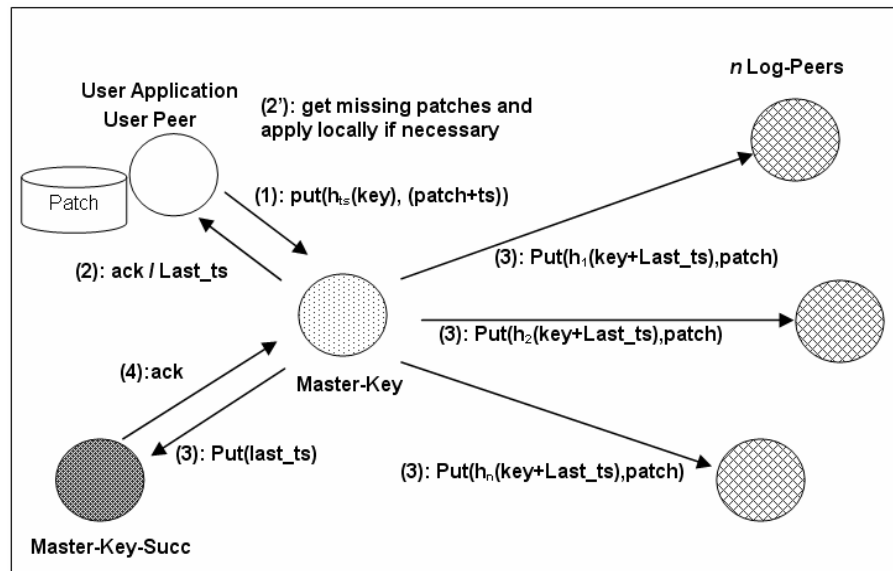 n Log-Peers
User Application
User Peer
(2'): get missing patches and
apply locally if necessary
Patch
(1): put(hts(key), (patch+ts))
(2): ack / Last_ts
(3): Put(h1(key+Last_ts),patch)
(3): Put(h2(key+Last_ts),patch)
(4):ack
Master-Key
(3): Put(last_ts)
(3): Put(hn(key+Last_ts),patch)
Master-Key-Succ